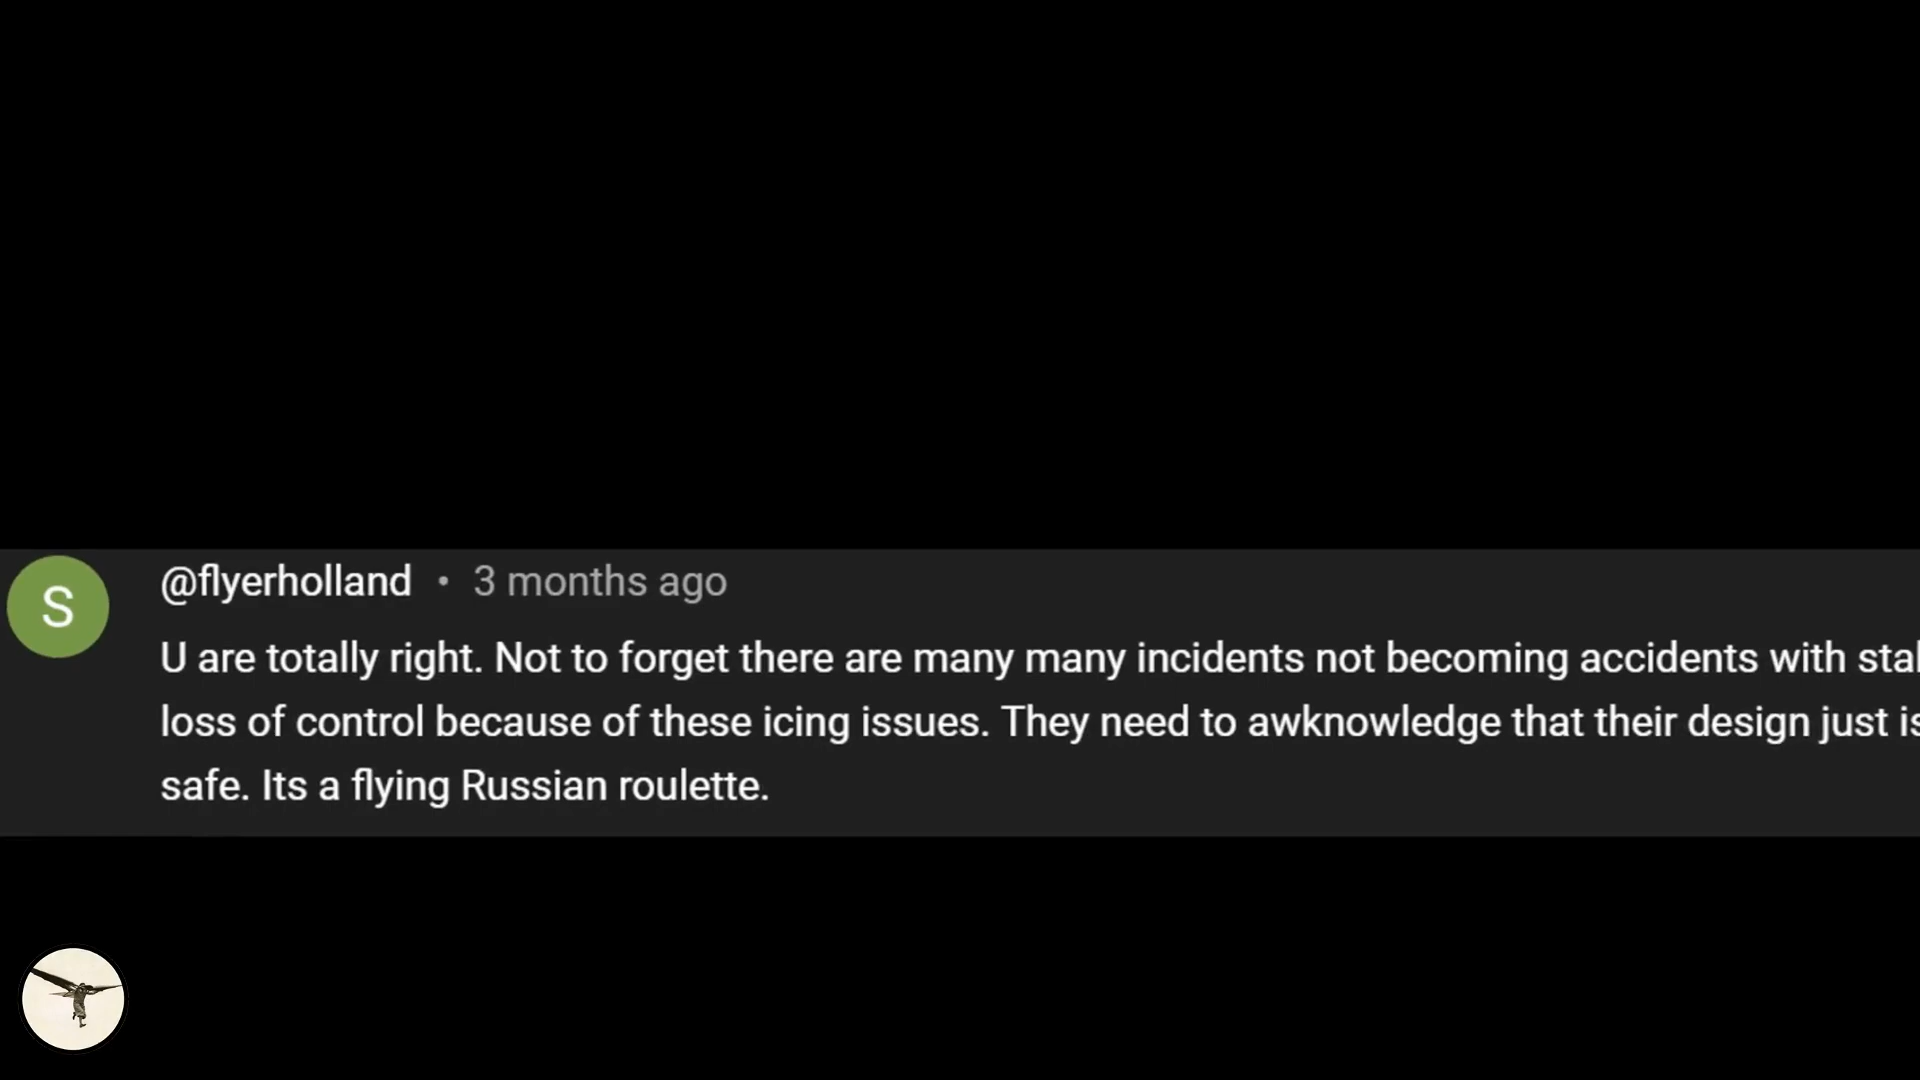 S
@flyerholland • 3 months ago
U are totally right. Not to forget there are many many incidents not becoming accidents with
loss of control because of these icing issues. They need to awknowledge that their design just
safe. Its a flying Russian roulette.